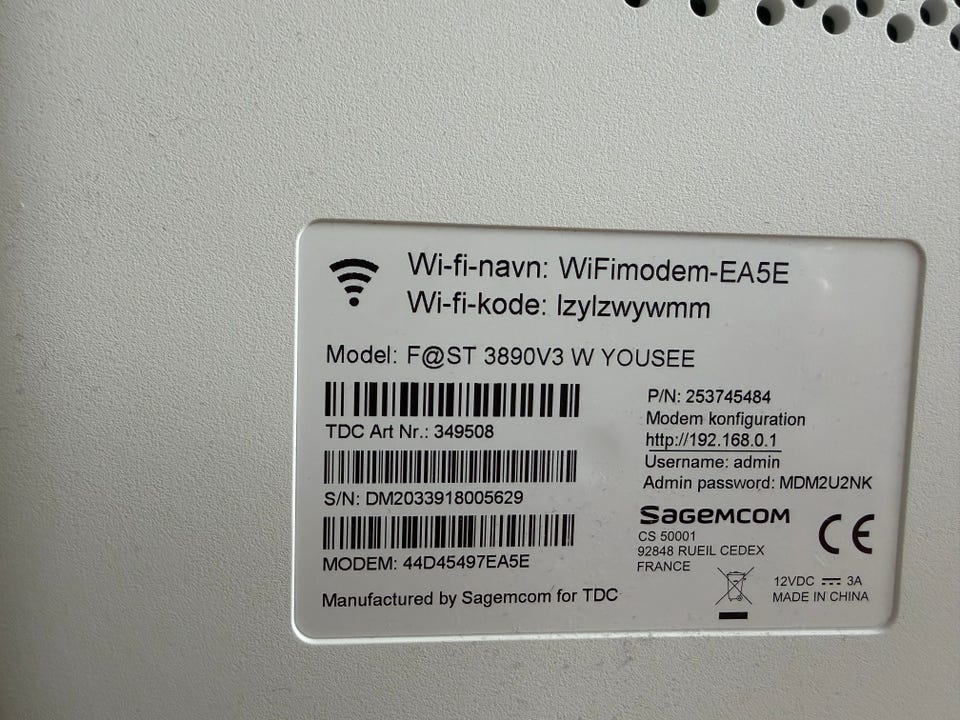 Wi-fi-navn: WiFimodem-EA5E
Wi-fi-kode: lzylzwywmm
Model: F@ST 3890V3 W YOUSEE
TDC Art Nr.: 349508
S/N: DM2033918005629
MODEM: 44D45497EA5E
Manufactured by Sagemcom for TDC
P/N: 253745484
Modem konfiguration
http://192.168.0.1
Username: admin
Admin password: MDM2U2NK
SAGEMCOM
CS 50001
92848 RUEIL CEDEX
FRANCE
CE
12VDC ⎓ 3A
MADE IN CHINA